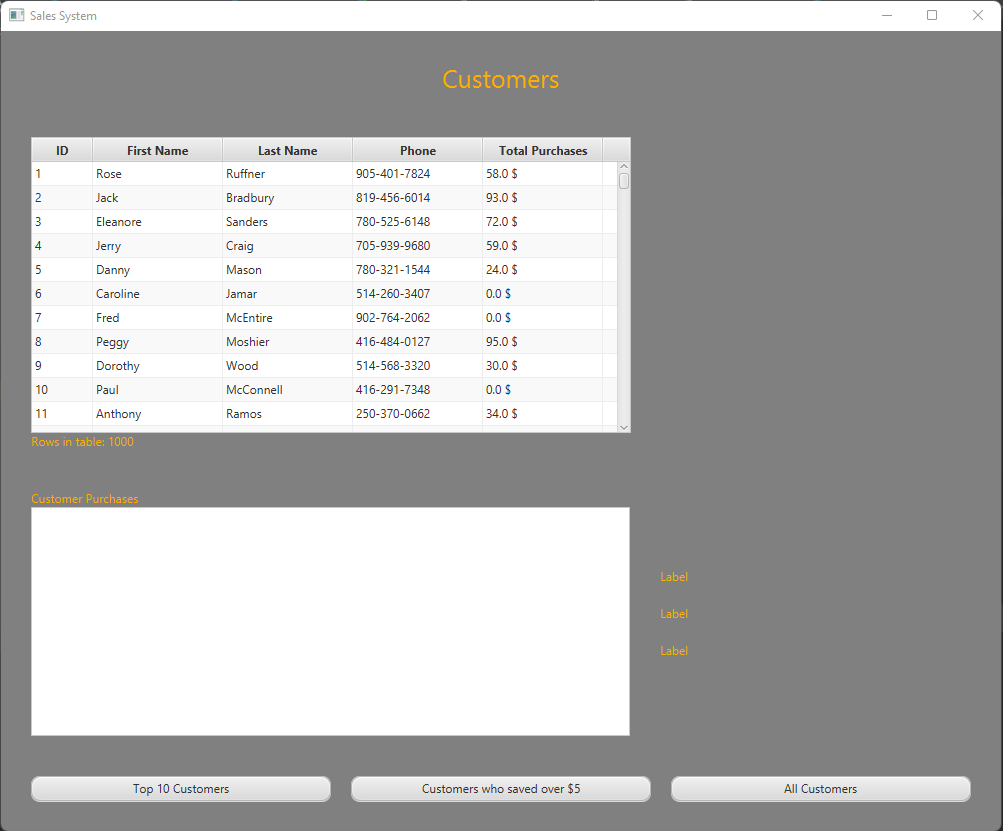 Sales System
Customers
ID First Name Last Name Phone Total Purchases
1 Rose Ruffner 905-401-7824 58.0 $
2 Jack Bradbury 819-456-6014 93.0 $
3 Eleanore Sanders 780-525-6148 72.0 $
4 Jerry Craig 705-939-9680 59.0 $
5 Danny Mason 780-321-1544 24.0 $
6 Caroline Jamar 514-260-3407 0.0 $
7 Fred McEntire 902-764-2062 0.0 $
8 Peggy Moshier 416-484-0127 95.0 $
9 Dorothy Wood 514-568-3320 30.0 $
10 Paul McConnell 416-291-7348 0.0 $
11 Anthony Ramos 250-370-0662 34.0 $
Rows in table: 1000
Customer Purchases
Label
Label
Label
Top 10 Customers Customers who saved over $5 All Customers